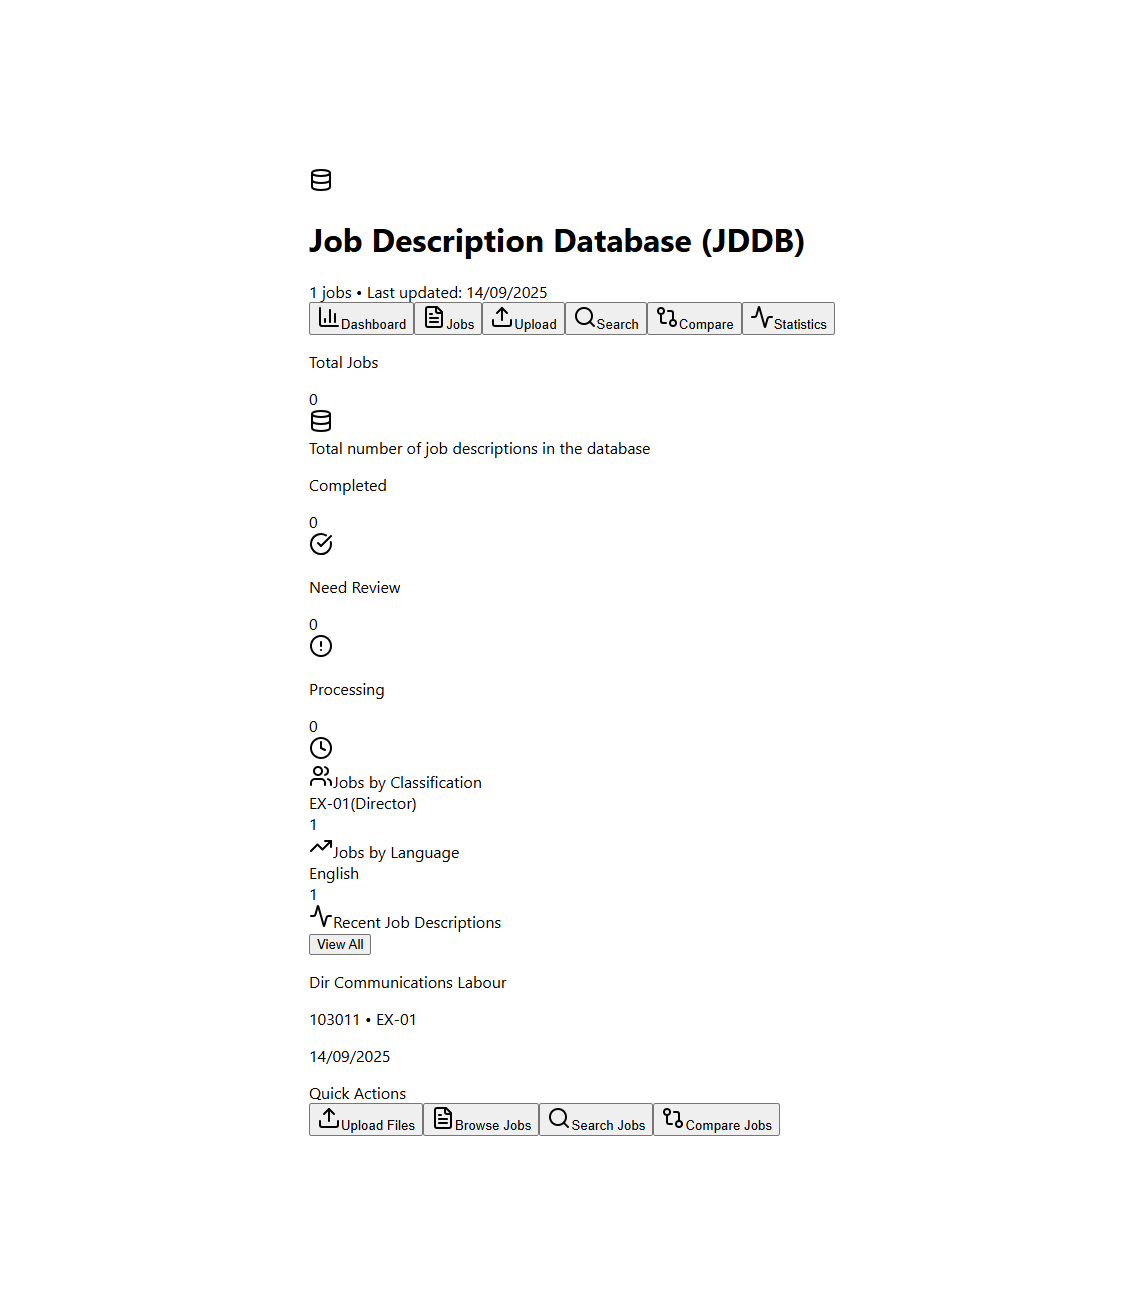 Job Description Database (JDDB)
1 jobs • Last updated: 14/09/2025
Dashboard Jobs Upload Search Compare Statistics
Total Jobs
0
Total number of job descriptions in the database
Completed
0
Need Review
0
Processing
0
Jobs by Classification
EX-01(Director)
1
Jobs by Language
English
1
Recent Job Descriptions
View All
Dir Communications Labour
103011 • EX-01
14/09/2025
Quick Actions
Upload Files Browse Jobs Search Jobs Compare Jobs